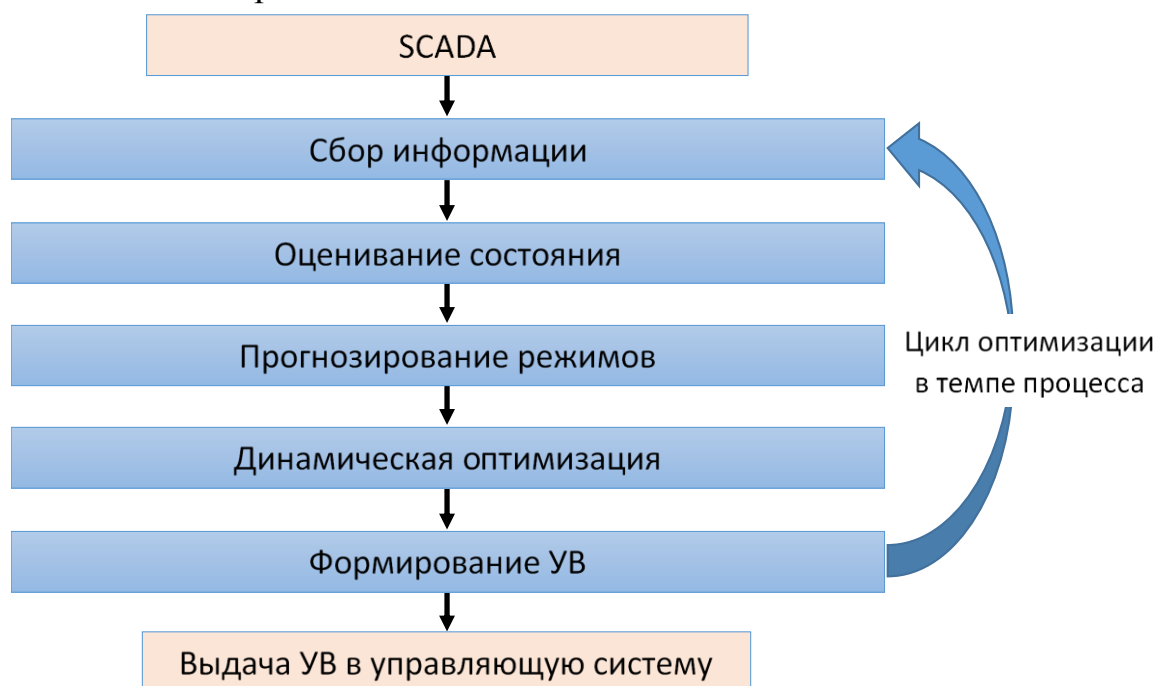 SCADA
Сбор информации
Оценивание состояния
Прогнозирование режимов
Цикл оптимизации
в темпе процесса
Динамическая оптимизация
Формирование УВ
Выдача УВ в управляющую систему